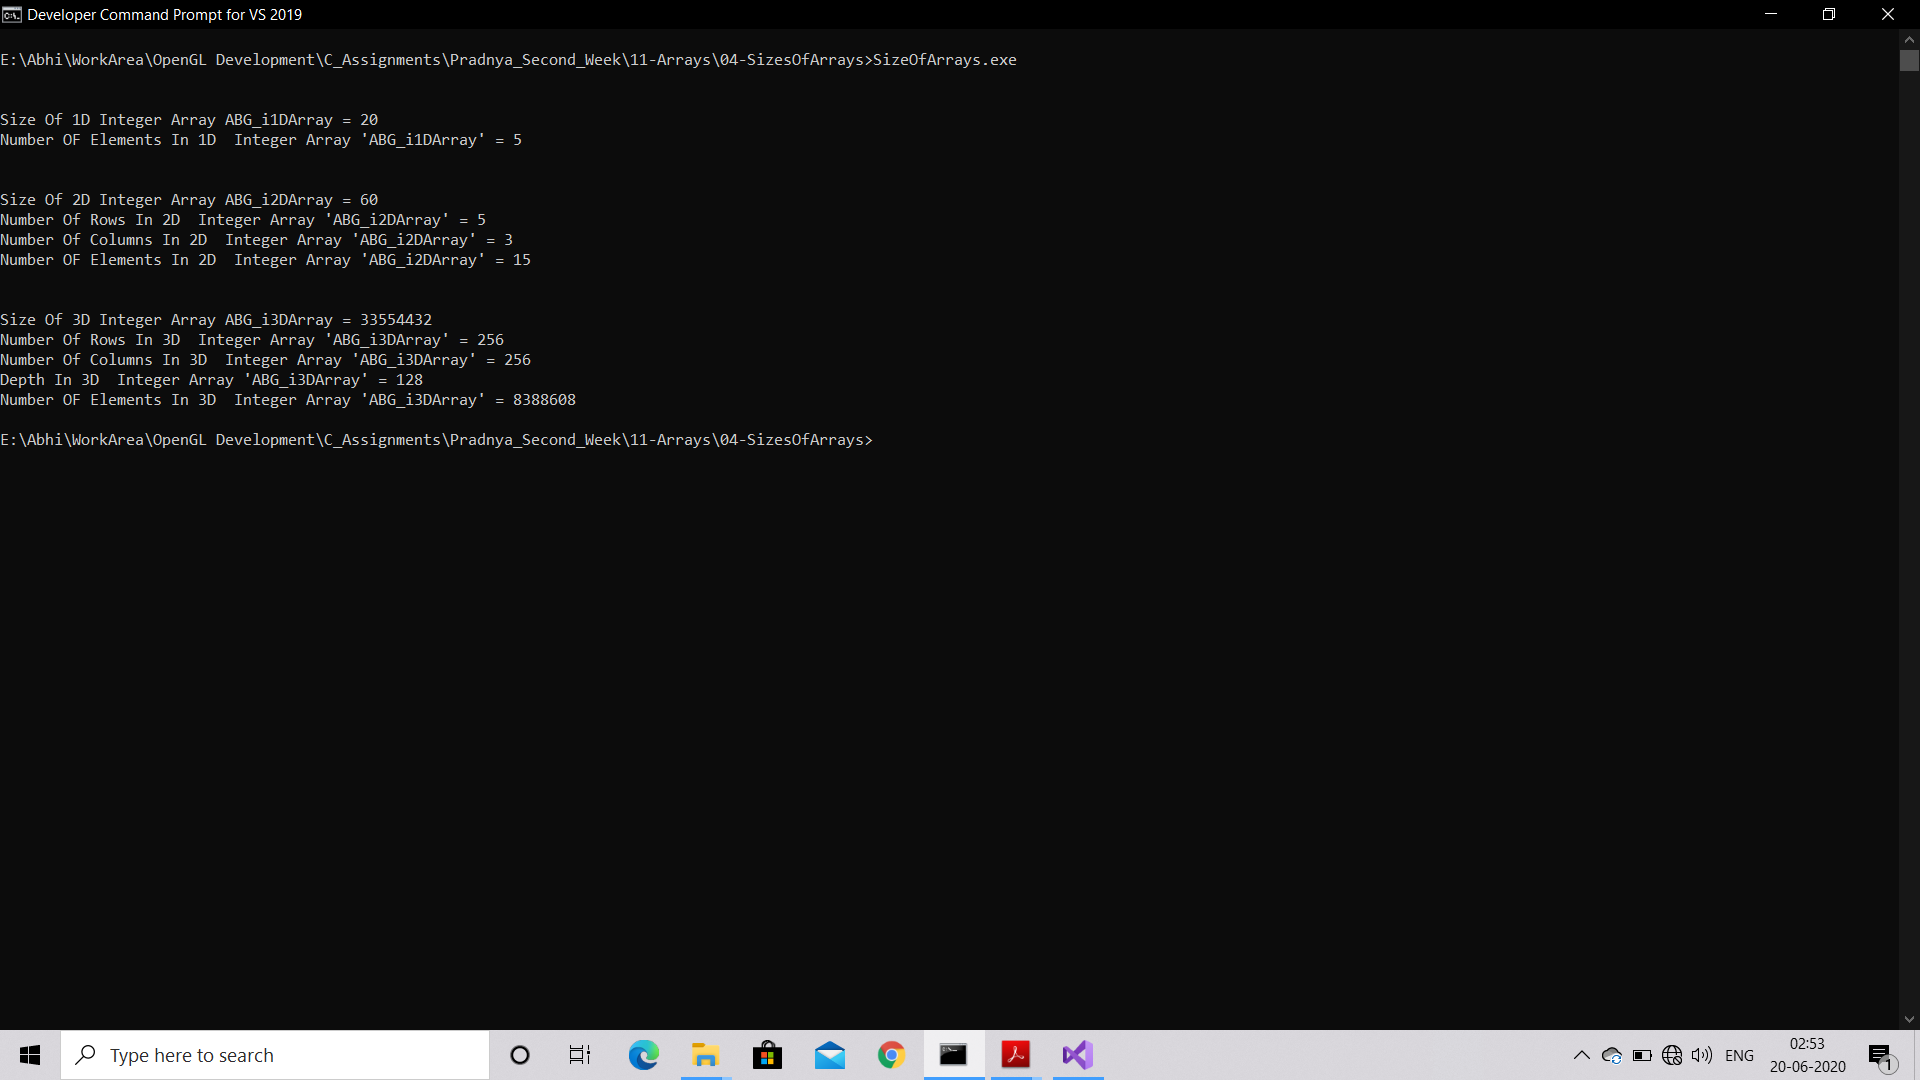 Developer Command Prompt for VS 2019
E:\Abhi\WorkArea\OpenGL Development\C_Assignments\Pradnya_Second_Week\11-Arrays\04-SizesOfArrays>SizeOfArrays.exe
Size Of 1D Integer Array ABG_i1DArray = 20
Number OF Elements In 1D  Integer Array 'ABG_i1DArray' = 5
Size Of 2D Integer Array ABG_i2DArray = 60
Number Of Rows In 2D  Integer Array 'ABG_i2DArray' = 5
Number Of Columns In 2D  Integer Array 'ABG_i2DArray' = 3
Number OF Elements In 2D  Integer Array 'ABG_i2DArray' = 15
Size Of 3D Integer Array ABG_i3DArray = 33554432
Number Of Rows In 3D  Integer Array 'ABG_i3DArray' = 256
Number Of Columns In 3D  Integer Array 'ABG_i3DArray' = 256
Depth In 3D  Integer Array 'ABG_i3DArray' = 128
Number OF Elements In 3D  Integer Array 'ABG_i3DArray' = 8388608
E:\Abhi\WorkArea\OpenGL Development\C_Assignments\Pradnya_Second_Week\11-Arrays\04-SizesOfArrays>
Type here to search
ENG
02:53
20-06-2020
1